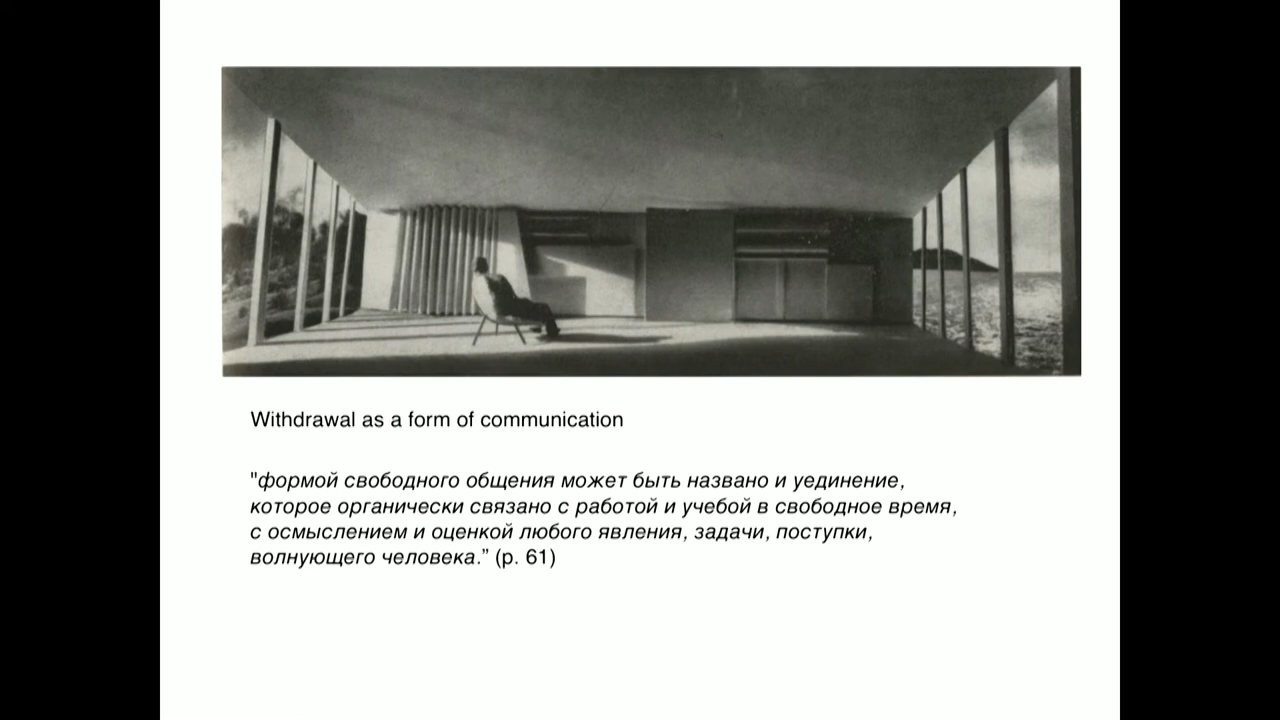 Withdrawal as a form of communication
"формой свободного общения может быть названо и уединение,
которое органически связано с работой и учебой в свободное время,
с осмыслением и оценкой любого явления, задачи, поступки,
волнующего человека.” (p. 61)